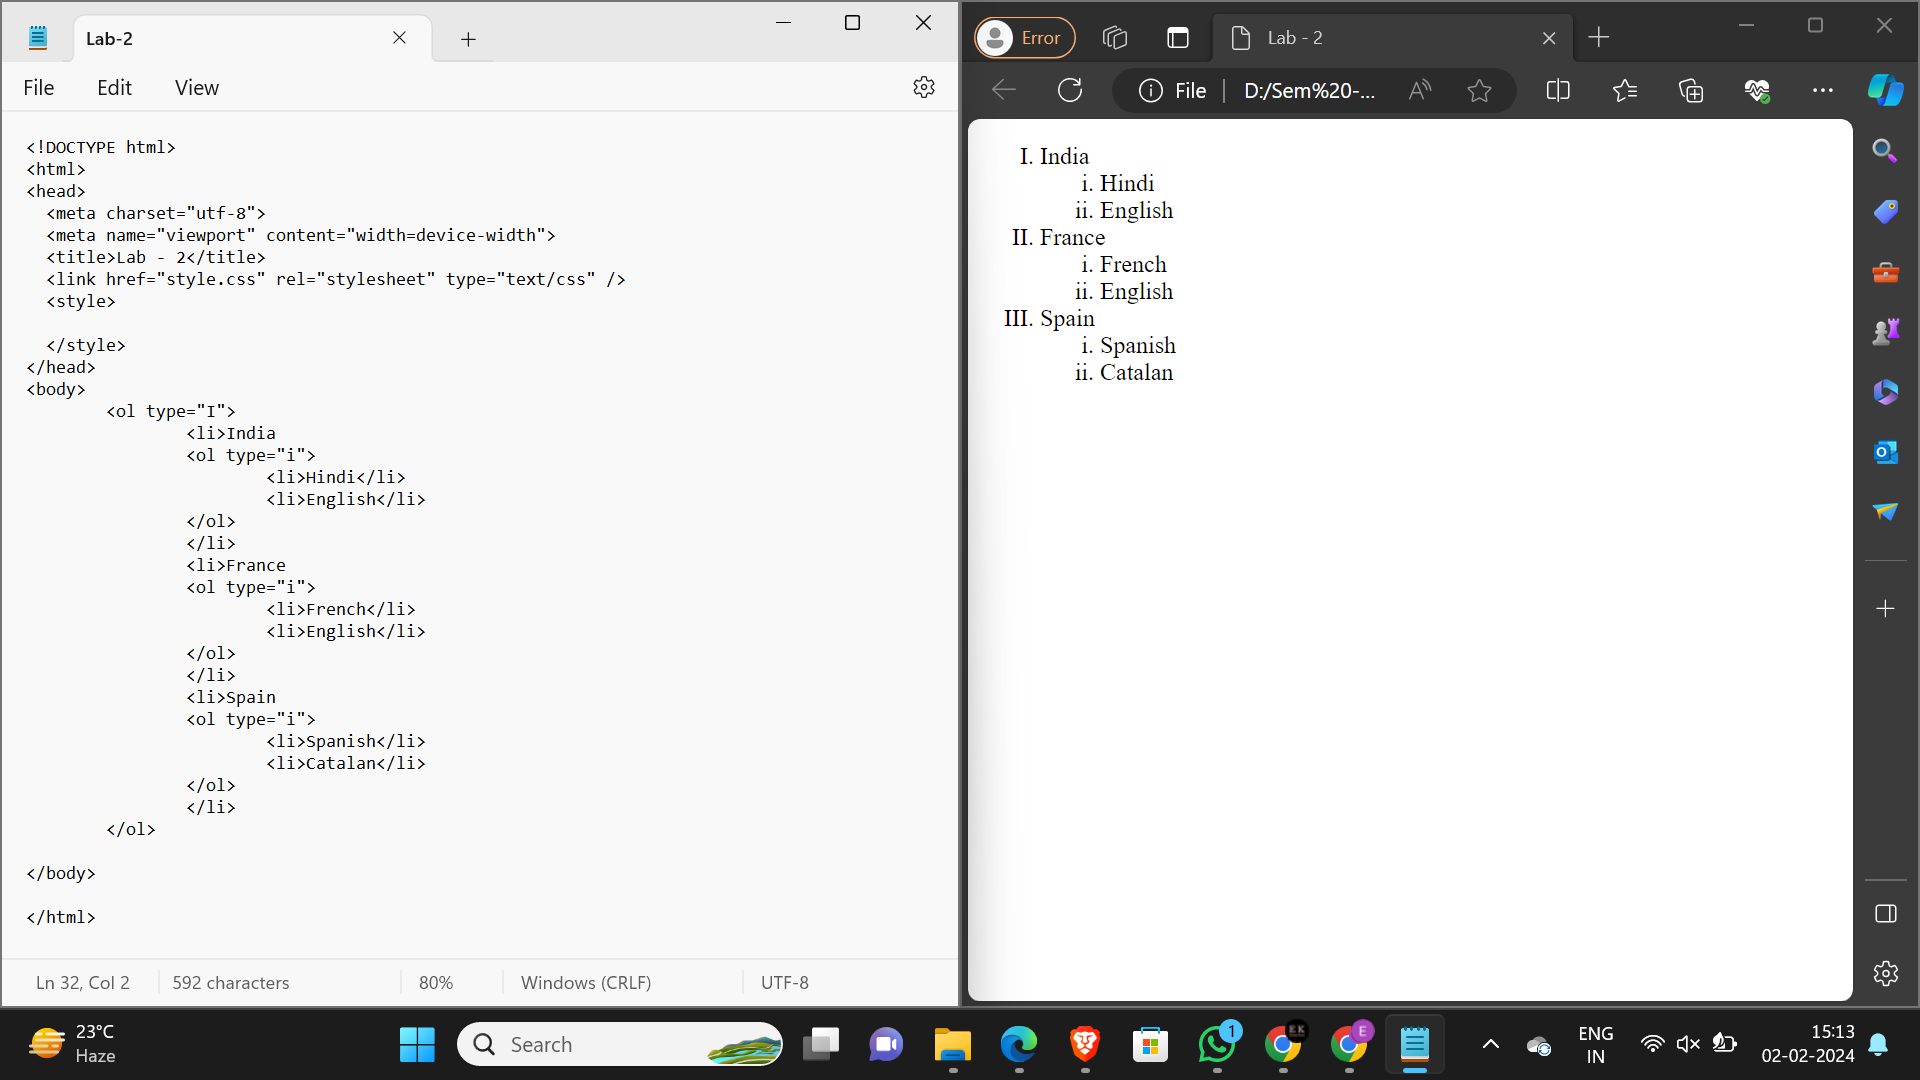 Lab-2
File Edit View
<!DOCTYPE html>
<html>
<head>
  <meta charset="utf-8">
  <meta name="viewport" content="width=device-width">
  <title>Lab - 2</title>
  <link href="style.css" rel="stylesheet" type="text/css" />
  <style>
  </style>
</head>
<body>
        <ol type="I">
                <li>India
                <ol type="i">
                        <li>Hindi</li>
                        <li>English</li>
                </ol>
                </li>
                <li>France
                <ol type="i">
                        <li>French</li>
                        <li>English</li>
                </ol>
                </li>
                <li>Spain
                <ol type="i">
                        <li>Spanish</li>
                        <li>Catalan</li>
                </ol>
                </li>
        </ol>
</body>
</html>
Ln 32, Col 2 592 characters 80% Windows (CRLF) UTF-8
Error Lab - 2
File D:/Sem%20-...
I. India
i. Hindi
ii. English
II. France
i. French
ii. English
III. Spain
i. Spanish
ii. Catalan
23°C
Haze
Search
1
EK
E
ENG
IN
15:13
02-02-2024